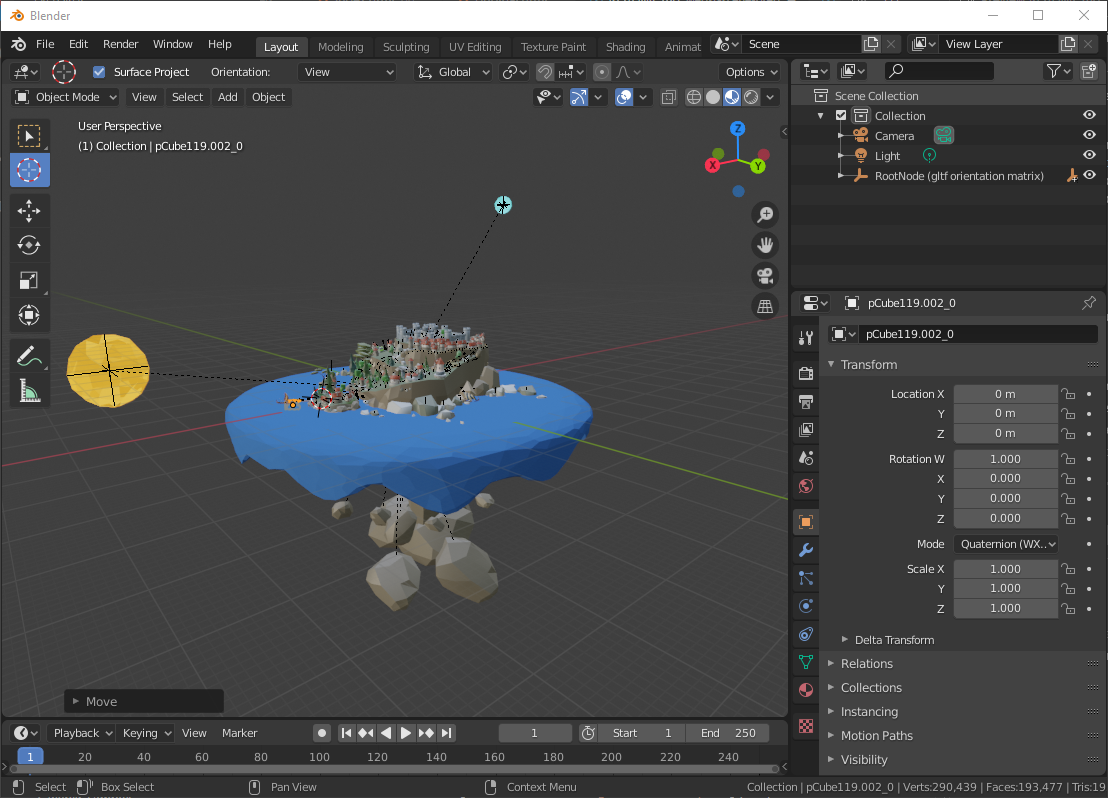 Blender
File Edit Render Window Help Layout Modeling Sculpting UV Editing Texture Paint Shading Animat Scene View Layer
Surface Project Orientation: View Global Options
Object Mode View Select Add Object
User Perspective
(1) Collection | pCube119.002_0
Z
X
Y
Move
Scene Collection
Collection
Camera
Light
RootNode (gltf orientation matrix)
pCube119.002_0
pCube119.002_0
Transform
Location X 0 m
Y 0 m
Z 0 m
Rotation W 1.000
X 0.000
Y 0.000
Z 0.000
Mode Quaternion (WX..
Scale X 1.000
Y 1.000
Z 1.000
Delta Transform
Relations
Collections
Instancing
Motion Paths
Visibility
Playback Keying View Marker 1 Start 1 End 250
1 20 40 60 80 100 120 140 160 180 200 220 240
Select Box Select Pan View Context Menu Collection | pCube119.002_0 | Verts:290,439 | Faces:193,477 | Tris:19